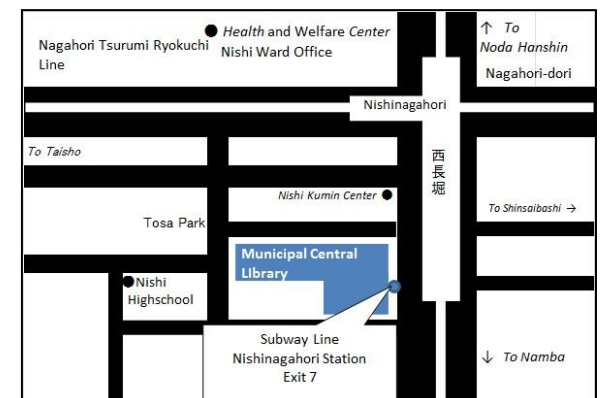 Health and Welfare Center
Nishi Ward Office
Nagahori Tsurumi Ryokuchi
Line
↑ To
Noda Hanshin
Nagahori-dori
Nishinagahori
To Taisho
西長堀
Nishi Kumin Center
To Shinsaibashi →
Tosa Park
Municipal Central
LIbrary
Nishi
Highschool
Subway Line
Nishinagahori Station
Exit 7
↓ To Namba